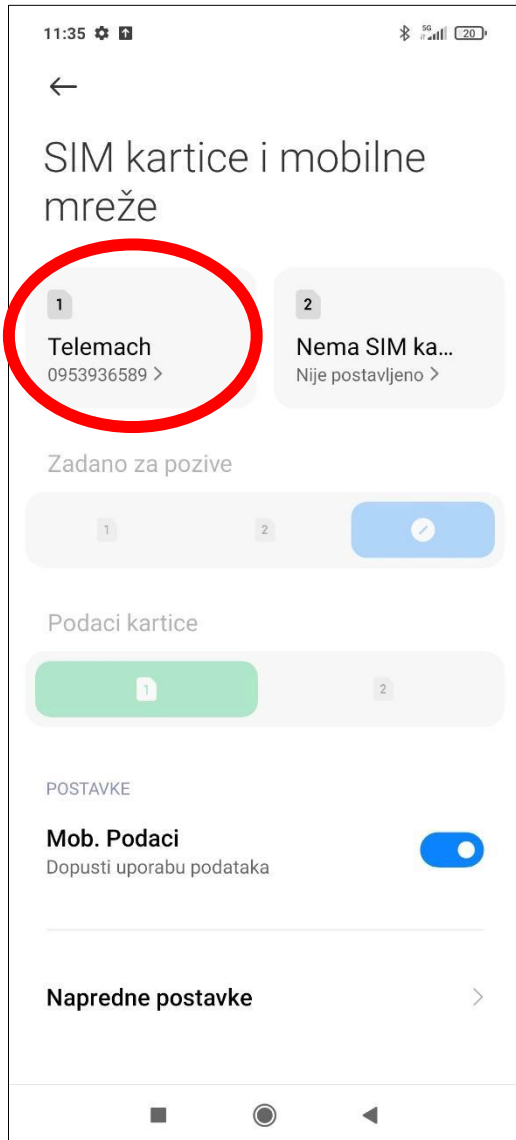 11:35 5G 20
SIM kartice i mobilne
mreže
1 2
Telemach Nema SIM ka...
0953936589 > Nije postavljeno >
Zadano za pozive
1 2
Podaci kartice
1 2
POSTAVKE
Mob. Podaci
Dopusti uporabu podataka
Napredne postavke